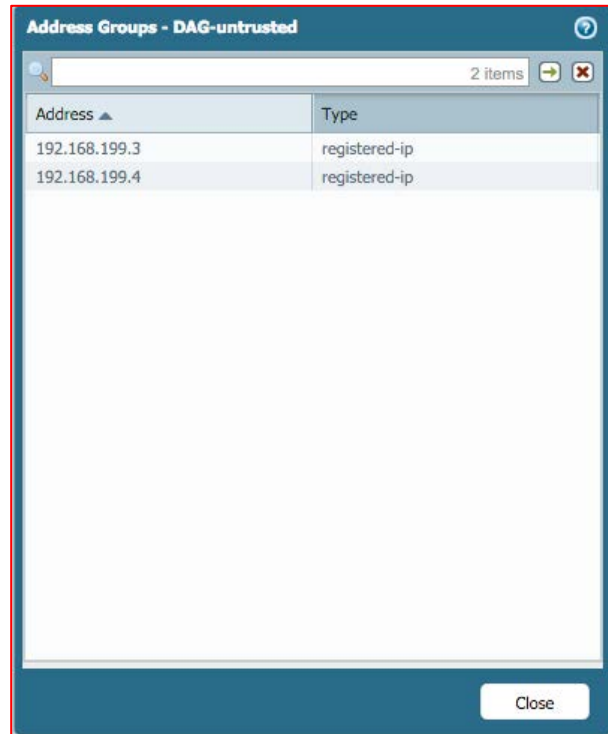 Address Groups - DAG-untrusted
2 items
Address Type
192.168.199.3 registered-ip
192.168.199.4 registered-ip
Close